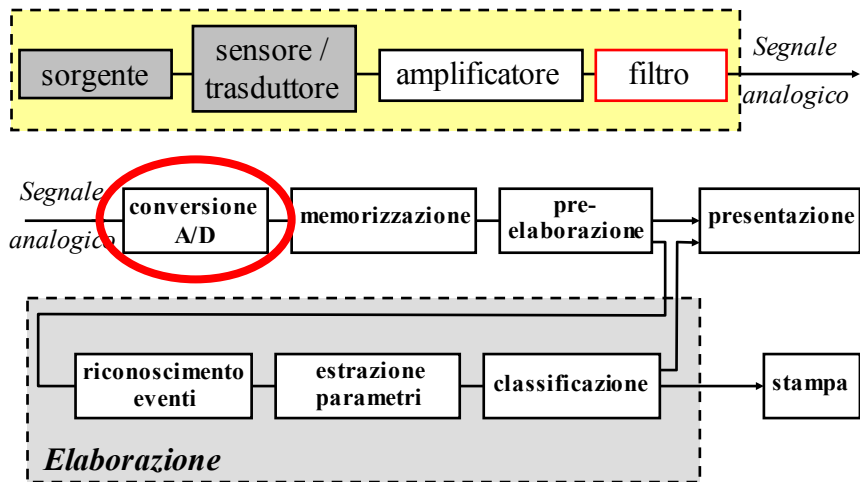 sorgente
sensore /
trasduttore
amplificatore
filtro
Segnale
analogico
Segnale
analogico
conversione
A/D
memorizzazione
pre-
elaborazione
presentazione
riconoscimento
eventi
estrazione
parametri
classificazione
stampa
Elaborazione